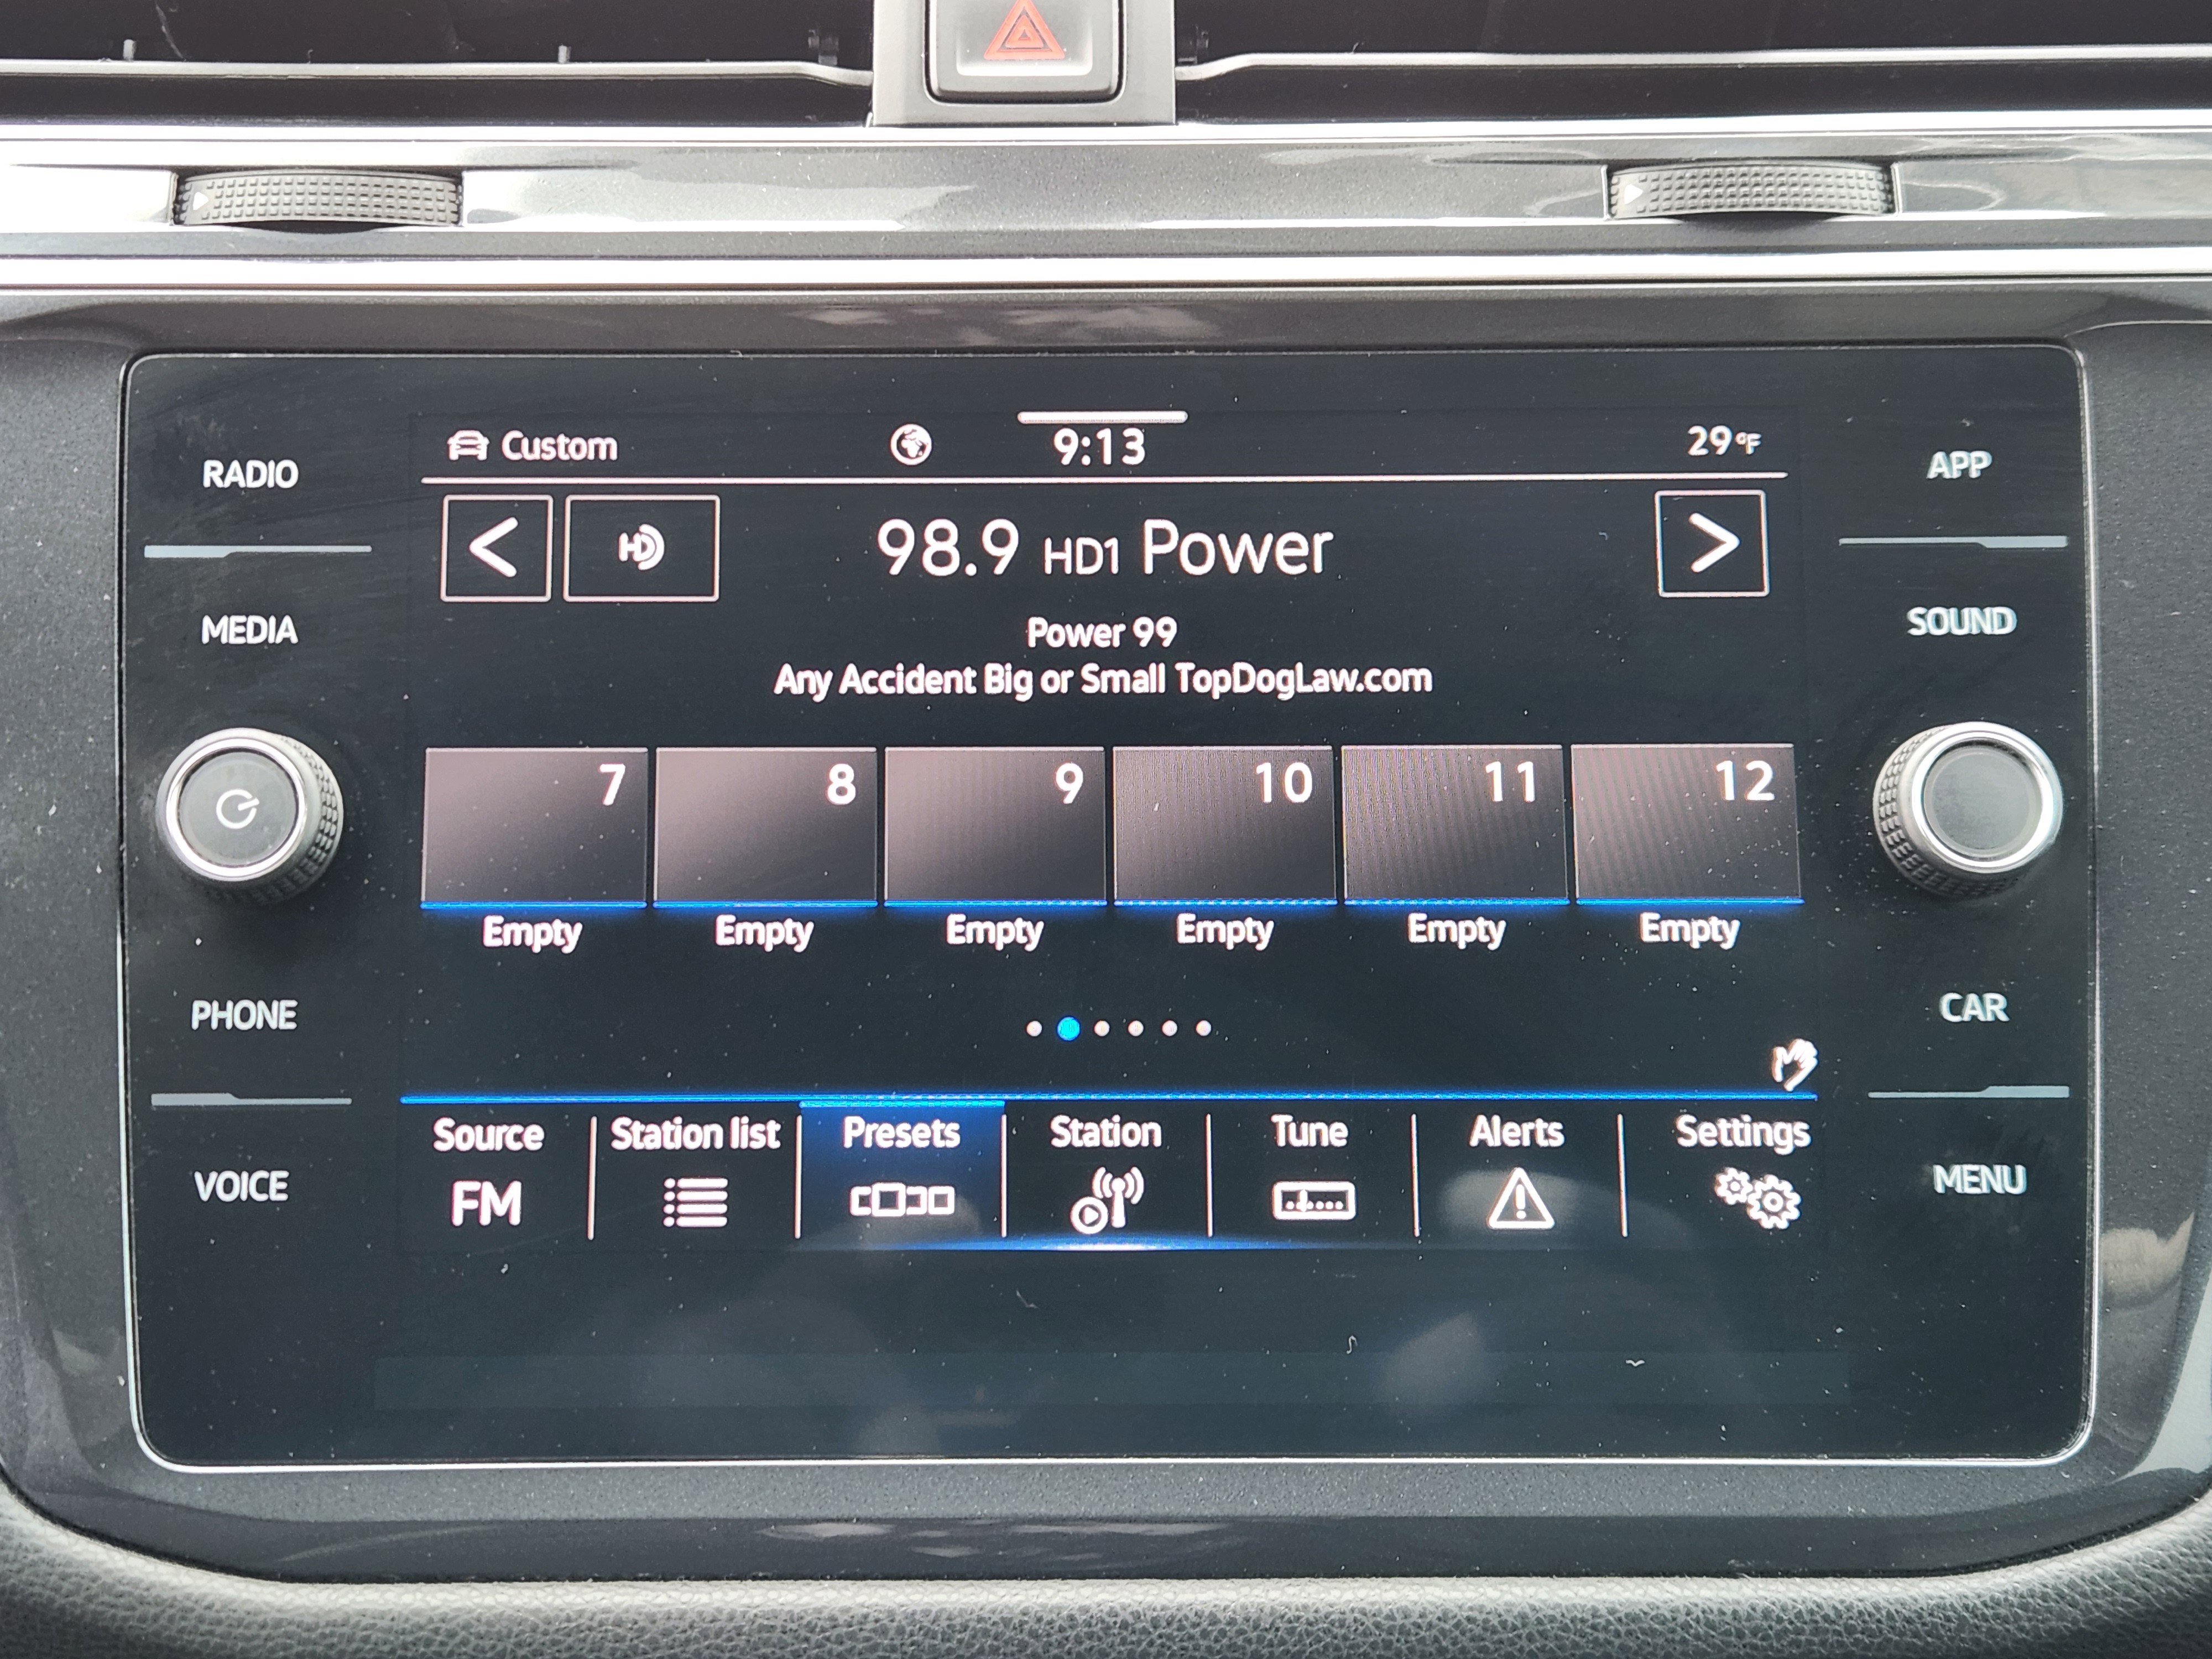 Custom 9:13 29°F
RADIO
APP
HD 98.9 HD1 Power
MEDIA
SOUND
Power 99
Any Accident Big or Small TopDogLaw.com
7 8 9 10 11 12
Empty Empty Empty Empty Empty Empty
PHONE
CAR
Source Station list Presets Station Tune Alerts Settings
FM
VOICE
MENU